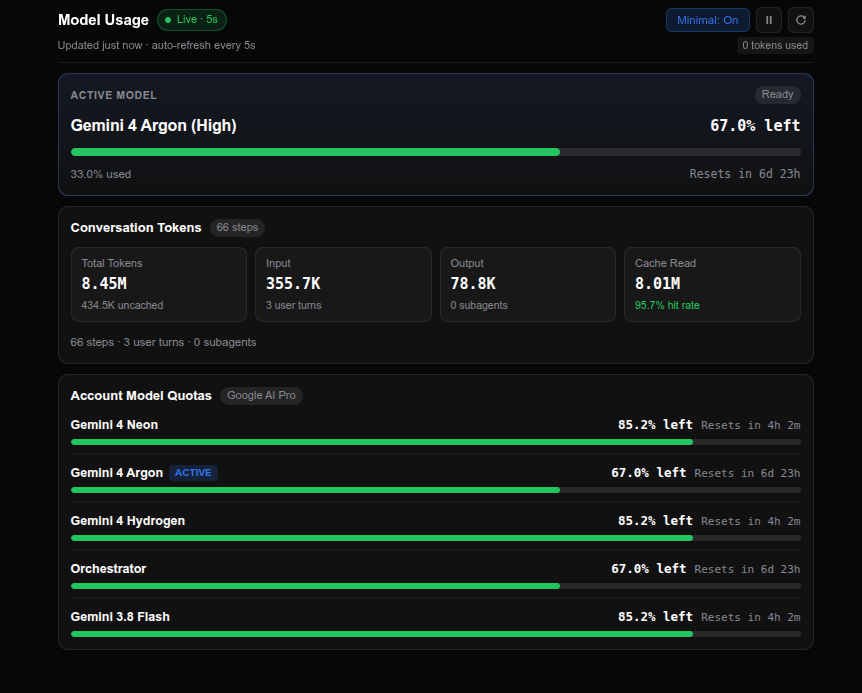 Model Usage Live · 5s Minimal: On
Updated just now · auto-refresh every 5s 0 tokens used
ACTIVE MODEL Ready
Gemini 4 Argon (High) 67.0% left
33.0% used Resets in 6d 23h
Conversation Tokens 66 steps
Total Tokens Input Output Cache Read
8.45M 355.7K 78.8K 8.01M
434.5K uncached 3 user turns 0 subagents 95.7% hit rate
66 steps · 3 user turns · 0 subagents
Account Model Quotas Google AI Pro
Gemini 4 Neon 85.2% left Resets in 4h 2m
Gemini 4 Argon ACTIVE 67.0% left Resets in 6d 23h
Gemini 4 Hydrogen 85.2% left Resets in 4h 2m
Orchestrator 67.0% left Resets in 6d 23h
Gemini 3.8 Flash 85.2% left Resets in 4h 2m